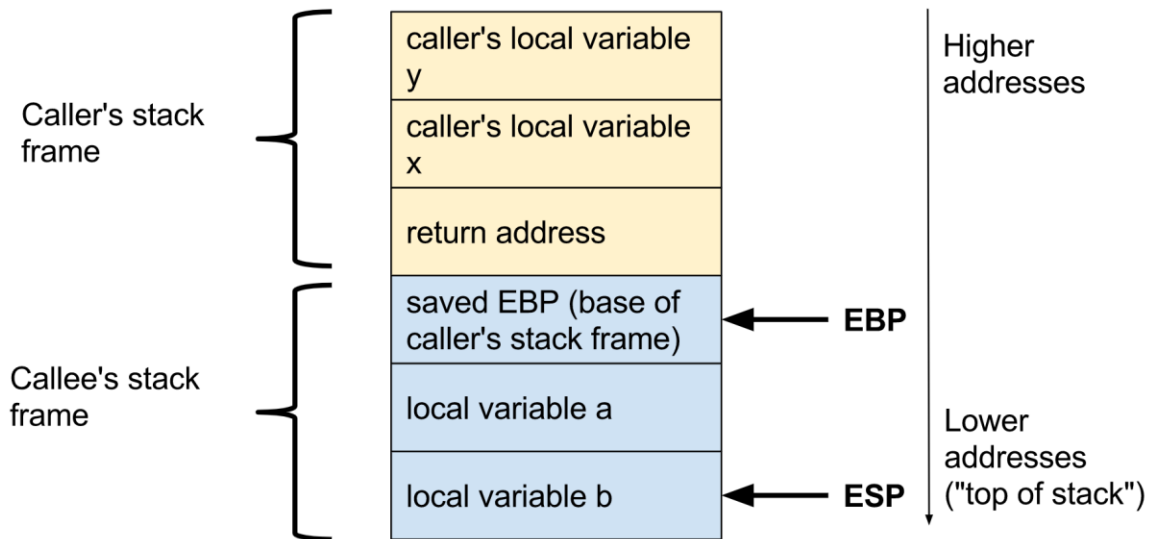 Caller's stack
frame
caller's local variable
y
caller's local variable
x
return address
Higher
addresses
Callee's stack
frame
saved EBP (base of
caller's stack frame)
local variable a
local variable b
EBP
ESP
Lower
addresses
("top of stack")